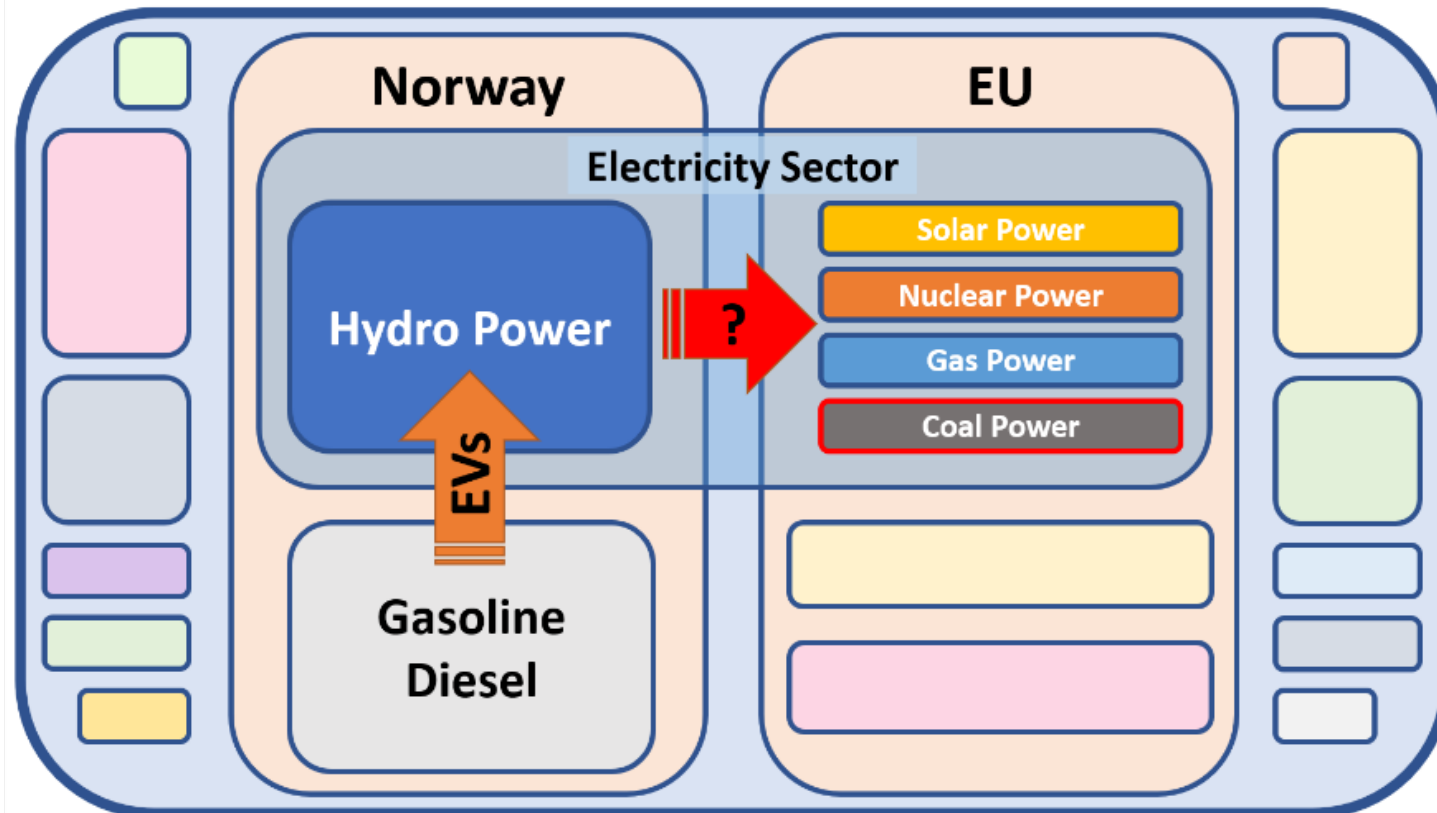 Norway
EU
Electricity Sector
Hydro Power
?
Solar Power
Nuclear Power
Gas Power
Coal Power
EVs
Gasoline
Diesel